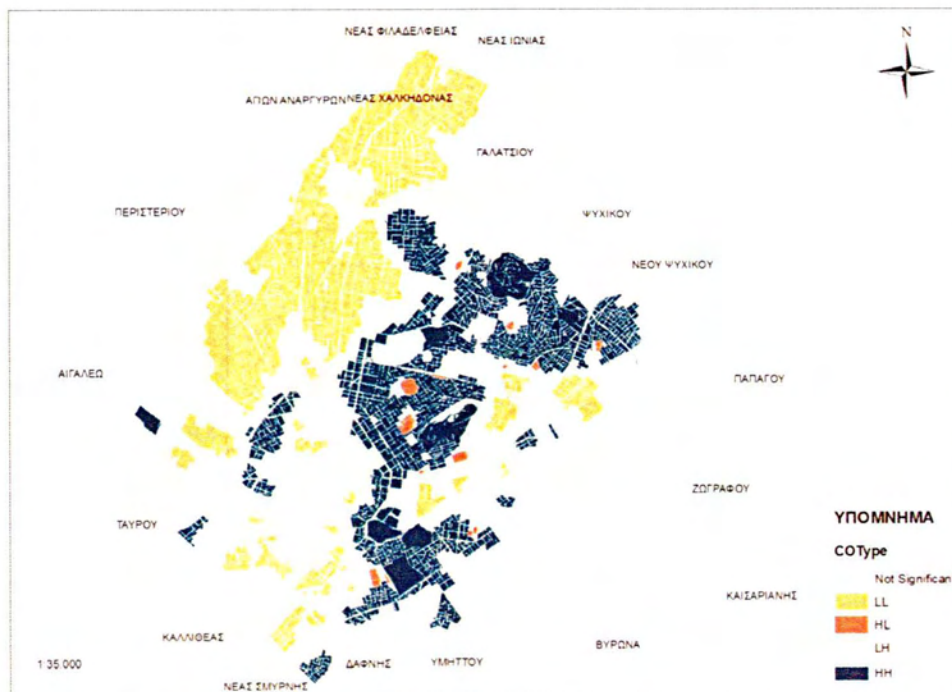 ΝΕΑΣ ΦΙΛΑΔΕΛΦΕΙΑΣ
ΝΕΑΣ ΙΩΝΙΑΣ
N
ΑΓΙΩΝ ΑΝΑΡΓΥΡΩΝ ΝΕΑΣ ΧΑΛΚΗΔΟΝΑΣ
ΓΑΛΑΤΣΙΟΥ
ΠΕΡΙΣΤΕΡΙΟΥ
ΨΥΧΙΚΟΥ
ΝΕΟΥ ΨΥΧΙΚΟΥ
ΑΙΓΑΛΕΩ
ΠΑΠΑΓΟΥ
ΖΩΓΡΑΦΟΥ
ΤΑΥΡΟΥ
ΥΠΟΜΝΗΜΑ
COType
Not Significan
LL
HL
LH
HH
ΚΑΙΣΑΡΙΑΝΗΣ
ΚΑΛΛΙΘΕΑΣ
ΒΥΡΩΝΑ
1:35.000
ΔΑΦΝΗΣ
ΥΜΗΤΤΟΥ
ΝΕΑΣ ΣΜΥΡΝΗΣ